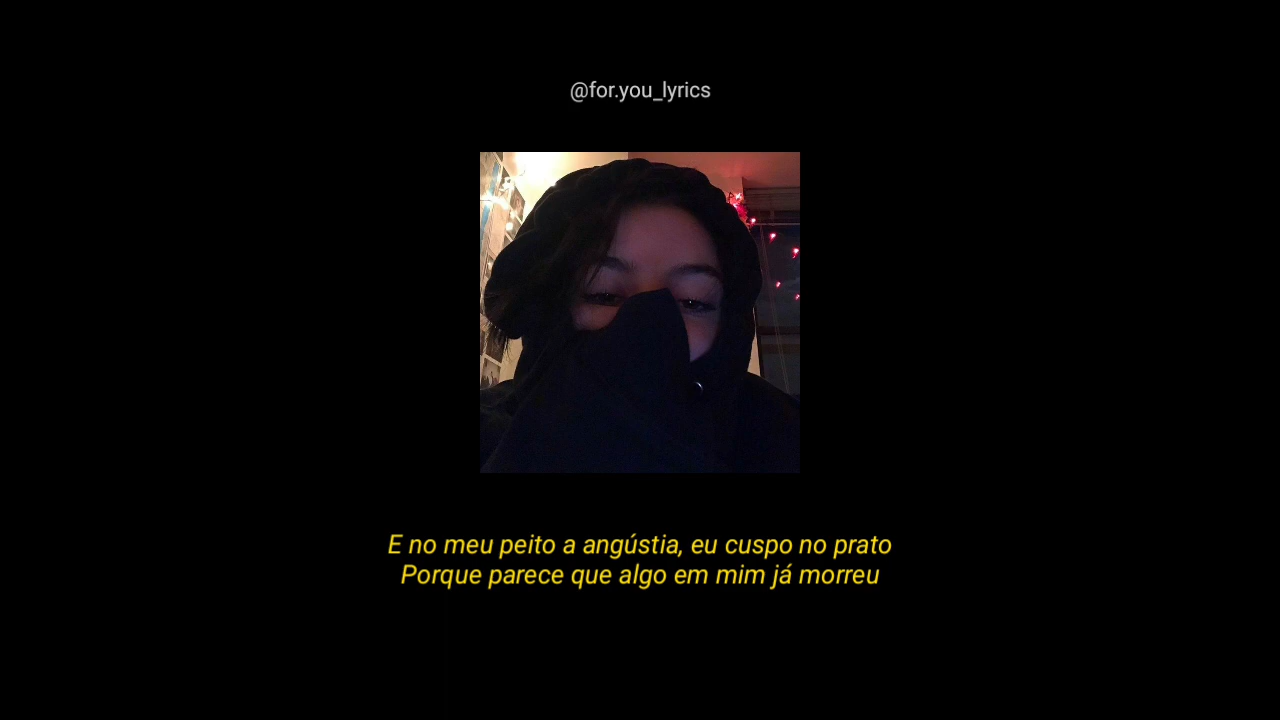 @for.you_lyrics
E no meu peito a angústia, eu cuspo no prato
Porque parece que algo em mim já morreu